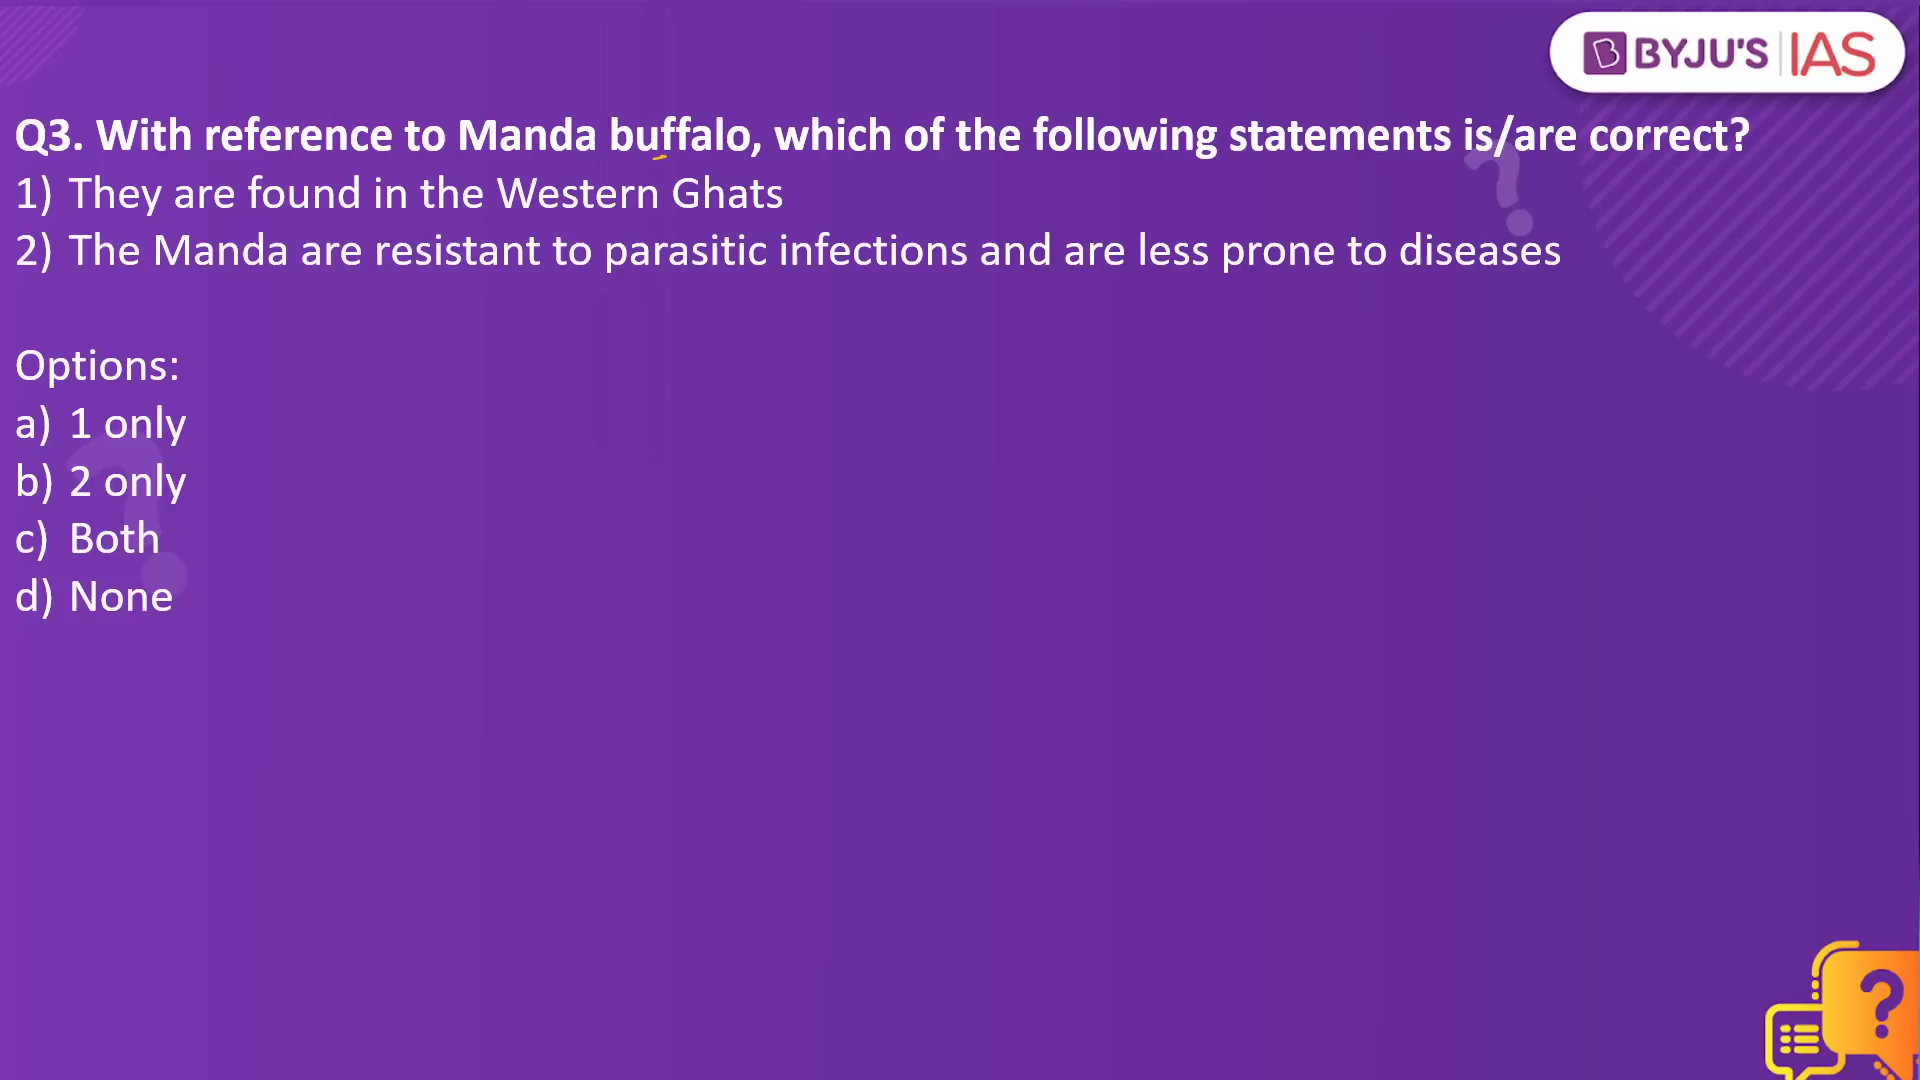 BYJU'S IAS
Q3. With reference to Manda buffalo, which of the following statements is/are correct?
1) They are found in the Western Ghats
2) The Manda are resistant to parasitic infections and are less prone to diseases
Options:
a) 1 only
b) 2 only
c) Both
d) None